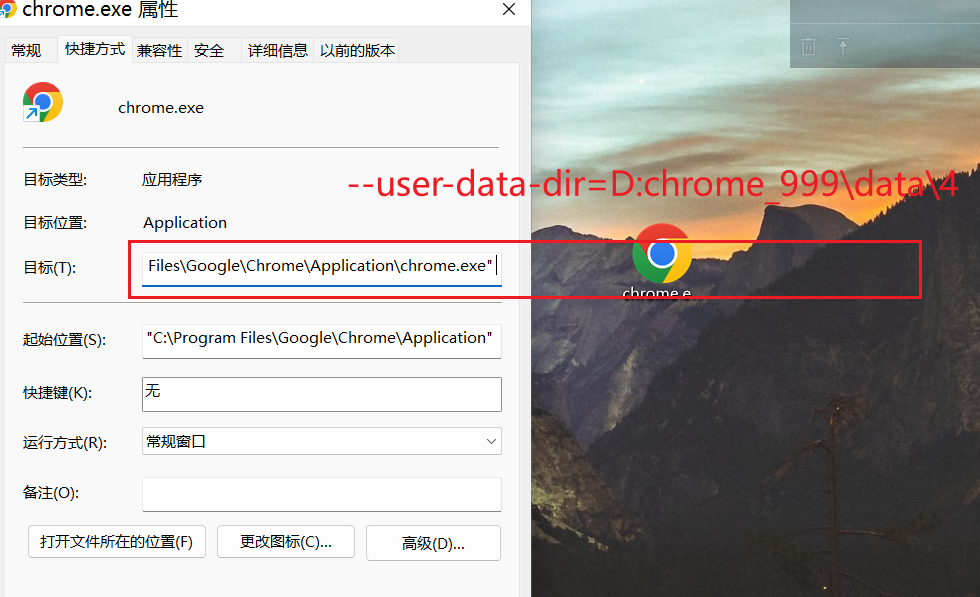 chrome.exe 属性
常规 快捷方式 兼容性 安全 详细信息 以前的版本
chrome.exe
目标类型: 应用程序
--user-data-dir=D:chrome_999\data\4
目标位置: Application
目标(T): Files\Google\Chrome\Application\chrome.exe"
chrome.e
起始位置(S): "C:\Program Files\Google\Chrome\Application"
快捷键(K): 无
运行方式(R): 常规窗口
备注(O):
打开文件所在的位置(F) 更改图标(C)... 高级(D)...